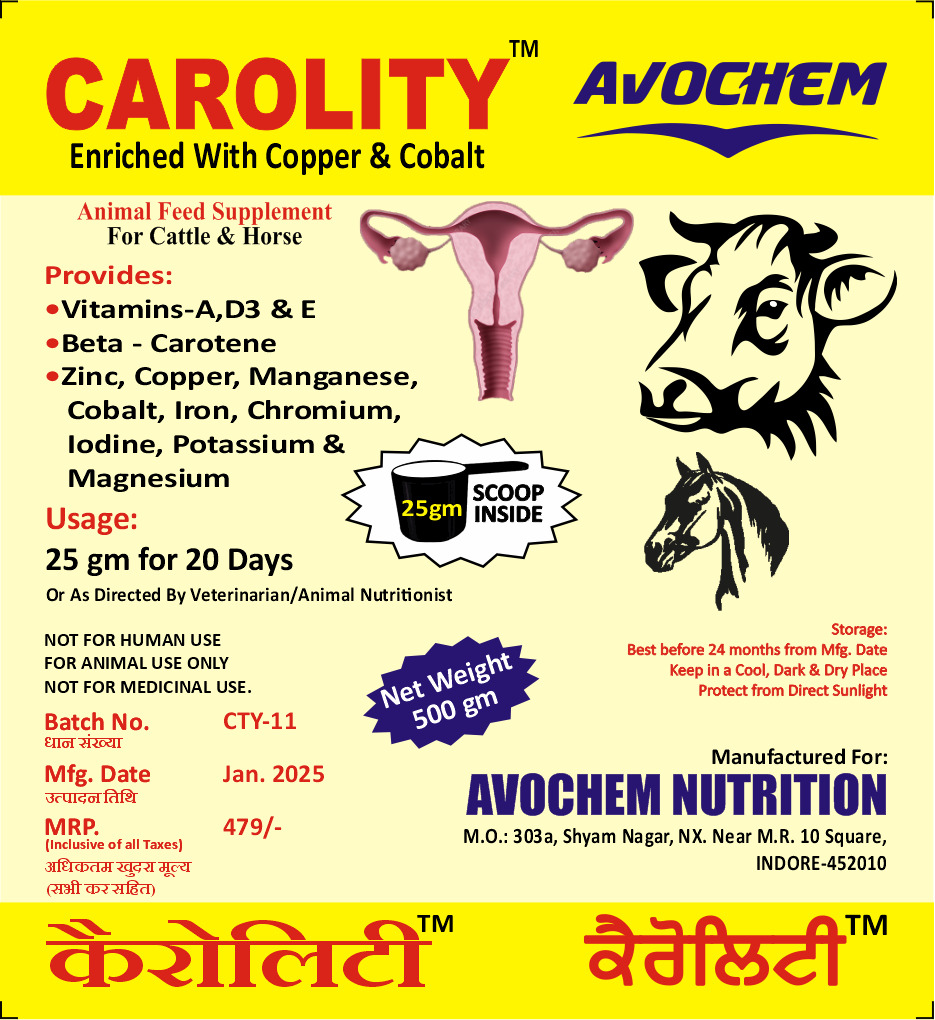 CAROLITY™
AVOCHEM
Enriched With Copper & Cobalt
Animal Feed Supplement
For Cattle & Horse
Provides:
•Vitamins-A,D3 & E
•Beta - Carotene
•Zinc, Copper, Manganese,
Cobalt, Iron, Chromium,
Iodine, Potassium &
Magnesium
25gm
SCOOP
INSIDE
Usage:
25 gm for 20 Days
Or As Directed By Veterinarian/Animal Nutritionist
NOT FOR HUMAN USE
FOR ANIMAL USE ONLY
NOT FOR MEDICINAL USE.
Net Weight
500 gm
Storage:
Best before 24 months from Mfg. Date
Keep in a Cool, Dark & Dry Place
Protect from Direct Sunlight
Batch No. CTY-11
धान संख्या
Mfg. Date Jan. 2025
उत्पादन तिथि
MRP. 479/-
(Inclusive of all Taxes)
अधिकतम खुदरा मूल्य
(सभी कर सहित)
Manufactured For:
AVOCHEM NUTRITION
M.O.: 303a, Shyam Nagar, NX. Near M.R. 10 Square,
INDORE-452010
कैरोलिटी™
ਕੈਰੋਲਿਟੀ™